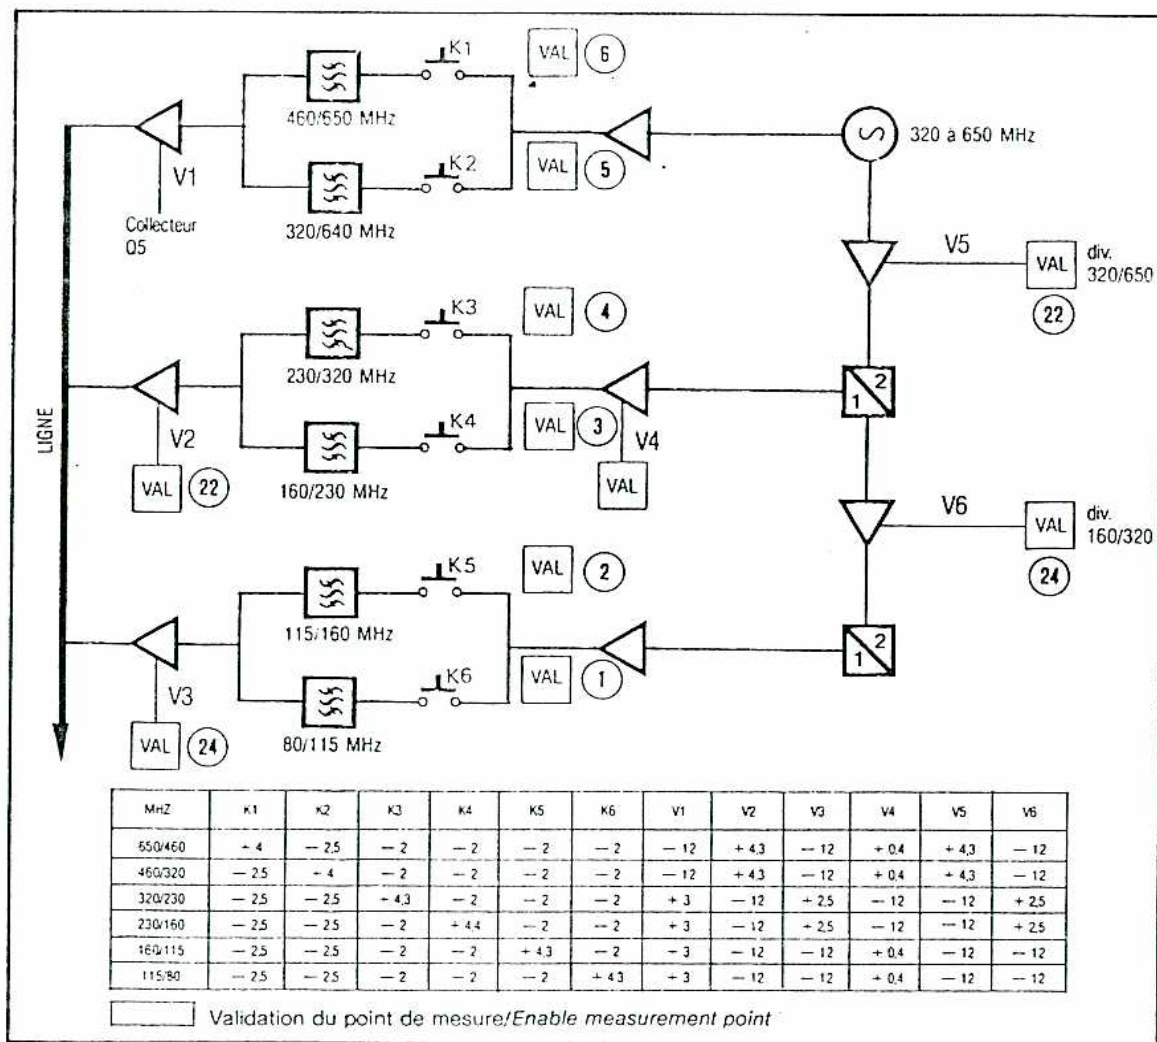 K1
VAL 6
460/650 MHz
320 à 650 MHz
V1
K2
VAL 5
Collecteur
Q5
320/640 MHz
V5
VAL
div.
320/650
22
K3
VAL 4
230/320 MHz
2
1
LIGNE
V2
K4
VAL 3
V4
VAL 22
160/230 MHz
VAL
V6
VAL
div.
160/320
24
K5
VAL 2
115/160 MHz
2
1
V3
K6
VAL 1
VAL 24
80/115 MHz
MHZ K1 K2 K3 K4 K5 K6 V1 V2 V3 V4 V5 V6
650/460 + 4 — 2,5 — 2 — 2 — 2 — 2 — 12 + 4,3 — 12 + 0,4 + 4,3 — 12
460/320 — 2,5 + 4 — 2 — 2 — 2 — 2 — 12 + 4,3 — 12 + 0,4 + 4,3 — 12
320/230 — 2,5 — 2,5 + 4,3 — 2 — 2 — 2 + 3 — 12 + 2,5 — 12 — 12 + 2,5
230/160 — 2,5 — 2,5 — 2 + 4,4 — 2 — 2 + 3 — 12 + 2,5 — 12 — 12 + 2,5
160/115 — 2,5 — 2,5 — 2 — 2 + 4,3 — 2 + 3 — 12 — 12 + 0,4 — 12 — 12
115/80 — 2,5 — 2,5 — 2 — 2 — 2 + 4,3 + 3 — 12 — 12 + 0,4 — 12 — 12
Validation du point de mesure/Enable measurement point